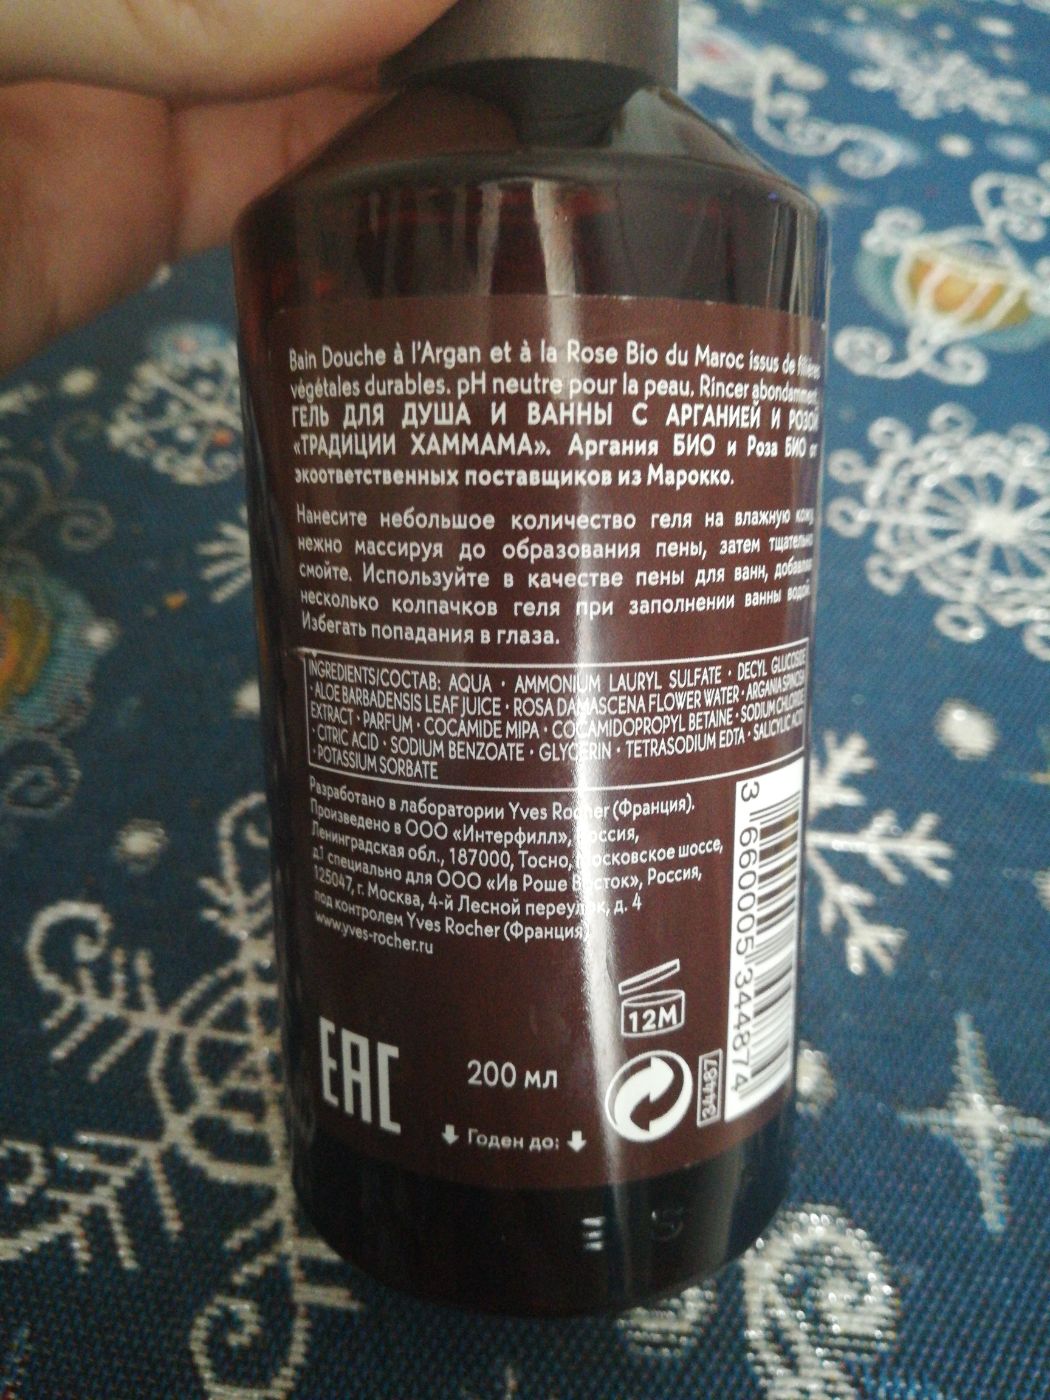 Bain Douche à l'Argan et à la Rose Bio du Maroc issus de filières
végétales durables. pH neutre pour la peau. Rincer abondamment.
ГЕЛЬ ДЛЯ ДУША И ВАННЫ С АРГАНИЕЙ И РОЗОЙ
«ТРАДИЦИИ ХАММАМА». Аргания БИО и Роза БИО от
экоответственных поставщиков из Марокко.
Нанесите небольшое количество геля на влажную кожу,
нежно массируя до образования пены, затем тщательно
смойте. Используйте в качестве пены для ванн, добавляя
несколько колпачков геля при заполнении ванны водой.
Избегать попадания в глаза.
INGREDIENTS/СОСТАВ: AQUA · AMMONIUM LAURYL SULFATE · DECYL GLUCOSIDE
· ALOE BARBADENSIS LEAF JUICE · ROSA DAMASCENA FLOWER WATER · ARGANIA SPINOSA
EXTRACT · PARFUM · COCAMIDE MIPA · COCAMIDOPROPYL BETAINE · SODIUM CHLORIDE
· CITRIC ACID · SODIUM BENZOATE · GLYCERIN · TETRASODIUM EDTA · SALICYLIC ACID
· POTASSIUM SORBATE
Разработано в лаборатории Yves Rocher (Франция).
Произведено в ООО «Интерфилл», Россия,
Ленинградская обл., 187000, Тосно, Московское шоссе,
д.1 специально для ООО «Ив Роше Восток», Россия,
125047, г. Москва, 4-й Лесной переулок, д. 4
под контролем Yves Rocher (Франция)
www.yves-rocher.ru
12M
EAC
200 мл
34487
3 660005 344874
Годен до: